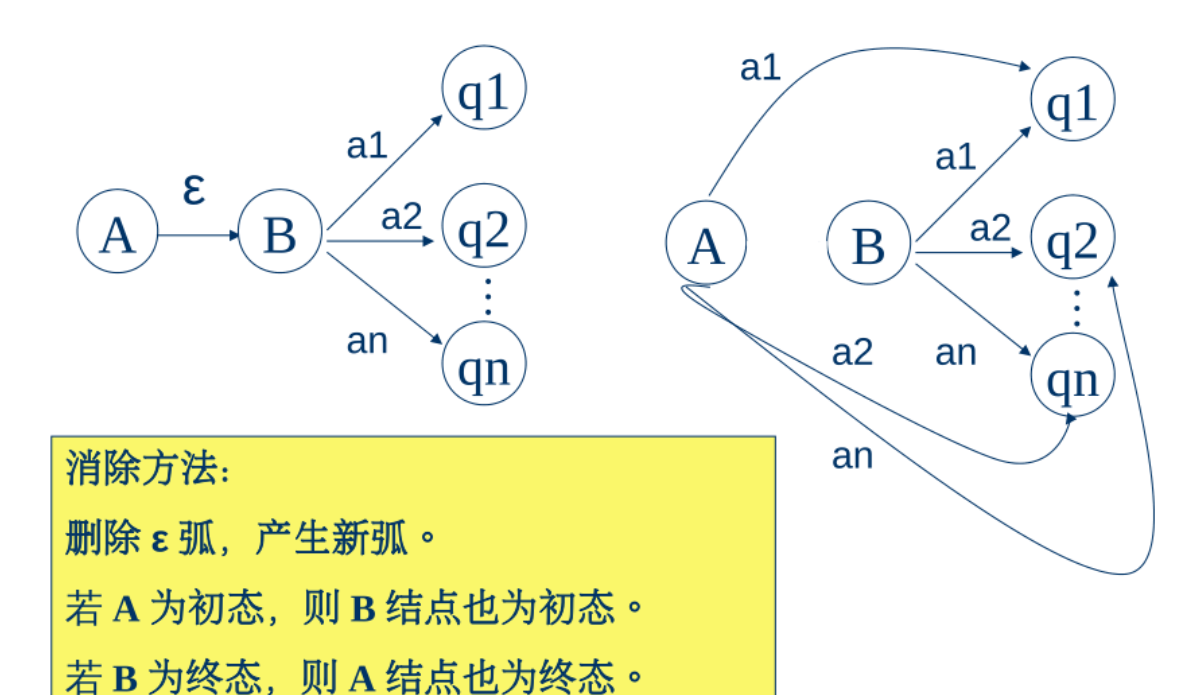 q1
a1
ε
A
B
a2
q2
⋮
an
qn
a1
q1
a1
A
B
a2
q2
⋮
a2
an
qn
an
消除方法:
删除 ε 弧，产生新弧。
若 A 为初态，则 B 结点也为初态。
若 B 为终态，则 A 结点也为终态。